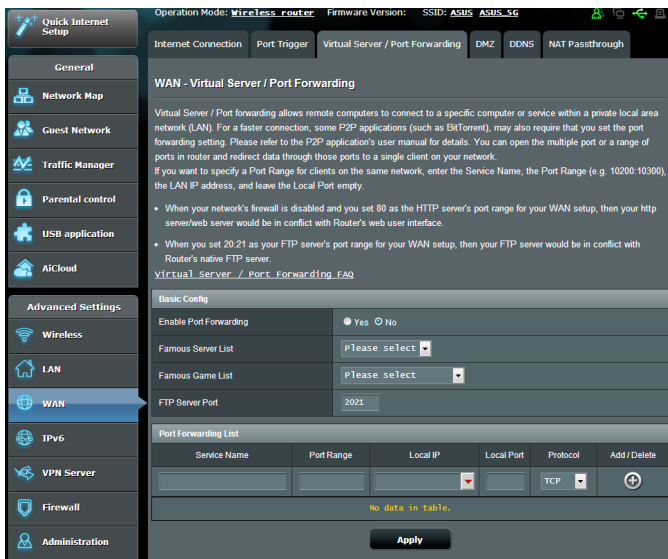 Quick Internet
Setup
General
Network Map
Guest Network
Traffic Manager
Parental control
USB application
AiCloud
Advanced Settings
Wireless
LAN
WAN
IPv6
VPN Server
Firewall
Administration
Operation Mode: Wireless router Firmware Version: SSID: ASUS ASUS_5G
Internet Connection Port Trigger Virtual Server / Port Forwarding DMZ DDNS NAT Passthrough
WAN - Virtual Server / Port Forwarding
Virtual Server / Port forwarding allows remote computers to connect to a specific computer or service within a private local area
network (LAN). For a faster connection, some P2P applications (such as BitTorrent), may also require that you set the port
forwarding setting. Please refer to the P2P application's user manual for details. You can open the multiple port or a range of
ports in router and redirect data through those ports to a single client on your network.
If you want to specify a Port Range for clients on the same network, enter the Service Name, the Port Range (e.g. 10200:10300),
the LAN IP address, and leave the Local Port empty.
• When your network's firewall is disabled and you set 80 as the HTTP server's port range for your WAN setup, then your http
server/web server would be in conflict with Router's web user interface.
• When you set 20:21 as your FTP server's port range for your WAN setup, then your FTP server would be in conflict with
Router's native FTP server.
Virtual Server / Port Forwarding FAQ
Basic Config
Enable Port Forwarding Yes No
Famous Server List Please select
Famous Game List Please select
FTP Server Port 2021
Port Forwarding List
Service Name Port Range Local IP Local Port Protocol Add / Delete
TCP
No data in table.
Apply